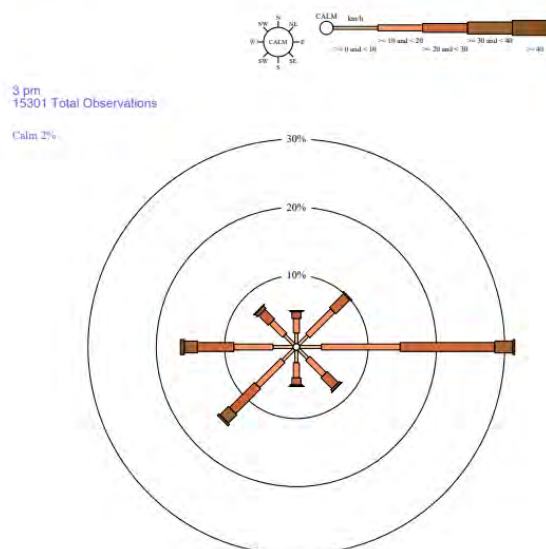 N
NW NE
W CALM E
SW SE
S
CALM km/h
>= 10 and < 20 >= 30 and < 40
>= 0 and < 10 >= 20 and < 30 >= 40
3 pm
15301 Total Observations
Calm 2%
30%
20%
10%